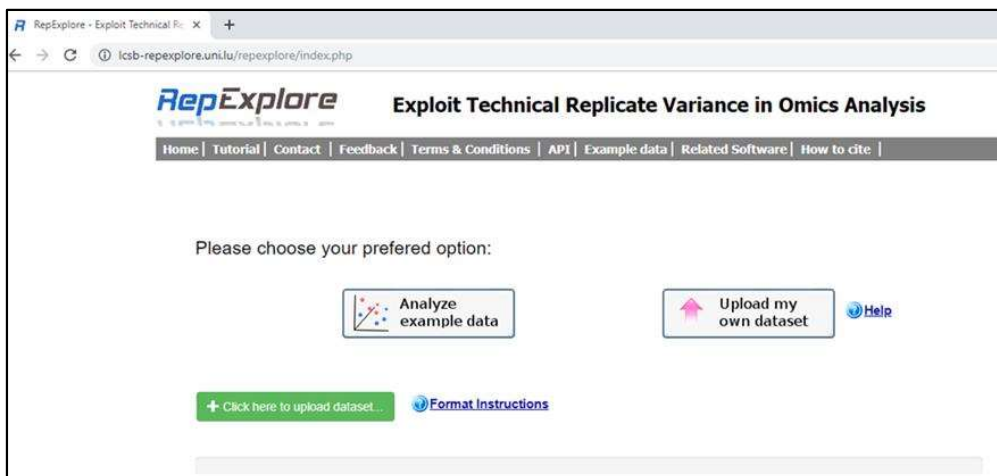 RepExplore - Exploit Technical Re
lcsb-repexplore.uni.lu/repexplore/index.php
RepExplore
Exploit Technical Replicate Variance in Omics Analysis
Home | Tutorial | Contact | Feedback | Terms & Conditions | API | Example data | Related Software | How to cite |
Please choose your prefered option:
Analyze
example data
Upload my
own dataset
Help
+ Click here to upload dataset...
Format Instructions